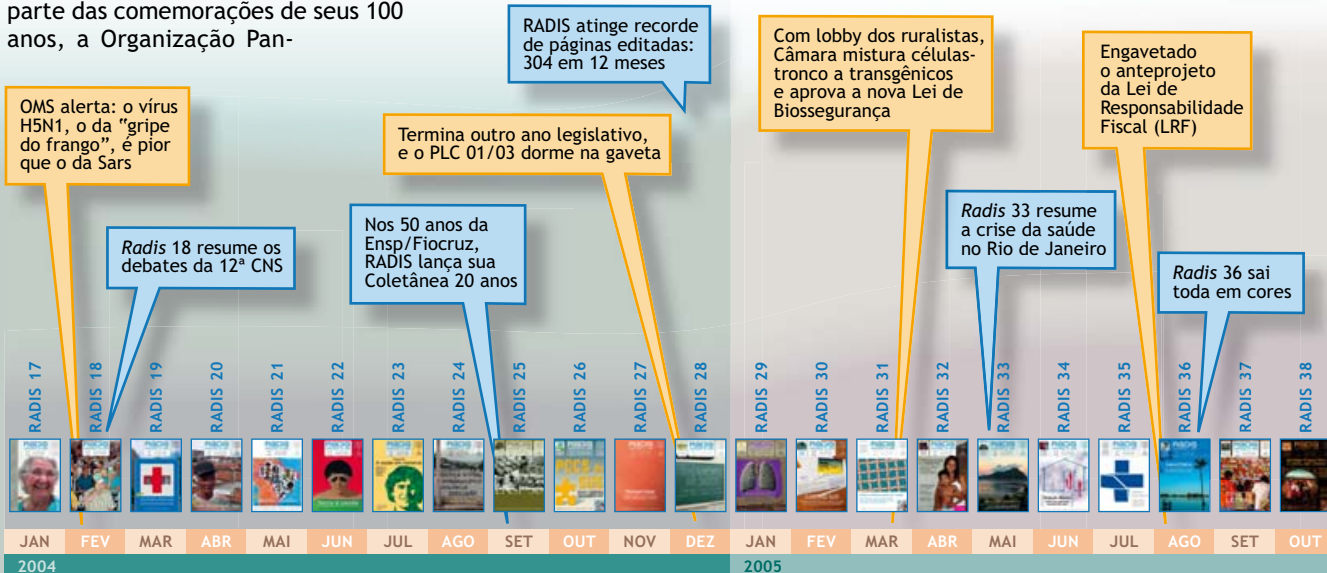 parte das comemorações de seus 100
anos, a Organização Pan-
RADIS atinge recorde
de páginas editadas:
304 em 12 meses
Com lobby dos ruralistas,
Câmara mistura células-
tronco a transgênicos
e aprova a nova Lei de
Biossegurança
Engavetado
o anteprojeto
da Lei de
Responsabilidade
Fiscal (LRF)
OMS alerta: o vírus
H5N1, o da “gripe
do frango”, é pior
que o da Sars
Termina outro ano legislativo,
e o PLC 01/03 dorme na gaveta
Radis 18 resume os
debates da 12ª CNS
Nos 50 anos da
Ensp/Fiocruz,
RADIS lança sua
Coletânea 20 anos
Radis 33 resume
a crise da saúde
no Rio de Janeiro
Radis 36 sai
toda em cores
RADIS 17
RADIS 18
RADIS 19
RADIS 20
RADIS 21
RADIS 22
RADIS 23
RADIS 24
RADIS 25
RADIS 26
RADIS 27
RADIS 28
RADIS 29
RADIS 30
RADIS 31
RADIS 32
RADIS 33
RADIS 34
RADIS 35
RADIS 36
RADIS 37
RADIS 38
JAN FEV MAR ABR MAI JUN JUL AGO SET OUT NOV DEZ JAN FEV MAR ABR MAI JUN JUL AGO SET OUT
2004 2005